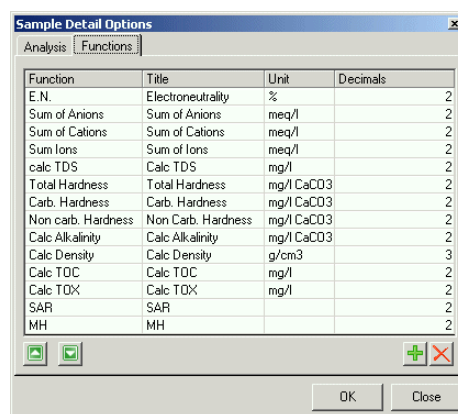 Sample Detail Options
Analysis Functions
Function Title Unit Decimals
E.N. Electroneutrality % 2
Sum of Anions Sum of Anions meq/l 2
Sum of Cations Sum of Cations meq/l 2
Sum Ions Sum of Ions meq/l 2
calc TDS Calc TDS mg/l 2
Total Hardness Total Hardness mg/l CaCO3 2
Carb. Hardness Carb. Hardness mg/l CaCO3 2
Non carb. Hardness Non Carb. Hardness mg/l CaCO3 2
Calc Alkalinity Calc Alkalinity mg/l CaCO3 2
Calc Density Calc Density g/cm3 3
Calc TOC Calc TOC mg/l 2
Calc TOX Calc TOX mg/l 2
SAR SAR 2
MH MH 2
OK Close